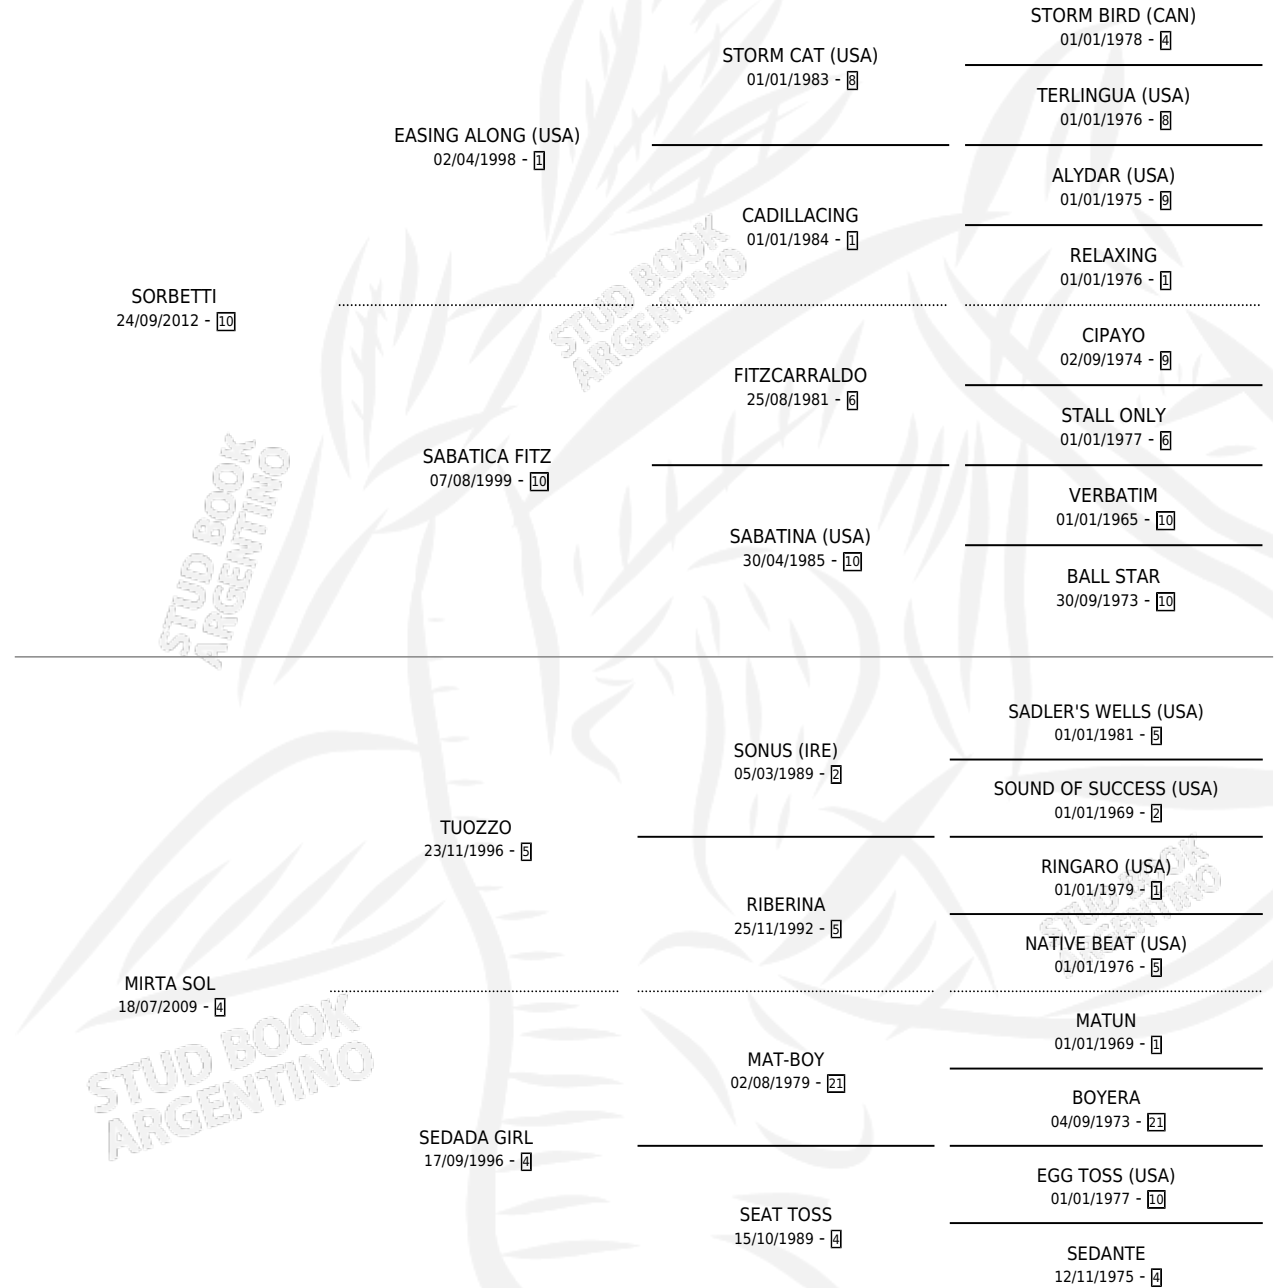 STORM BIRD (CAN)
01/01/1978 - 4
STORM CAT (USA)
01/01/1983 - 8
TERLINGUA (USA)
01/01/1976 - 8
EASING ALONG (USA)
02/04/1998 - 1
ALYDAR (USA)
01/01/1975 - 9
CADILLACING
01/01/1984 - 1
RELAXING
01/01/1976 - 1
SORBETTI
24/09/2012 - 10
STUD BOOK
ARGENTINO
CIPAYO
02/09/1974 - 9
FITZCARRALDO
25/08/1981 - 6
STALL ONLY
01/01/1977 - 6
SABATICA FITZ
07/08/1999 - 10
VERBATIM
01/01/1965 - 10
SABATINA (USA)
30/04/1985 - 10
BALL STAR
30/09/1973 - 10
STUD BOOK
ARGENTINO
SADLER'S WELLS (USA)
01/01/1981 - 5
SONUS (IRE)
05/03/1989 - 2
SOUND OF SUCCESS (USA)
01/01/1969 - 2
TUOZZO
23/11/1996 - 5
RINGARO (USA)
01/01/1979 - 1
RIBERINA
25/11/1992 - 5
NATIVE BEAT (USA)
01/01/1976 - 5
STUD BOOK
ARGENTINO
MIRTA SOL
18/07/2009 - 4
MATUN
01/01/1969 - 1
MAT-BOY
02/08/1979 - 21
BOYERA
04/09/1973 - 21
STUD BOOK
ARGENTINO
SEDADA GIRL
17/09/1996 - 4
EGG TOSS (USA)
01/01/1977 - 10
SEAT TOSS
15/10/1989 - 4
SEDANTE
12/11/1975 - 4